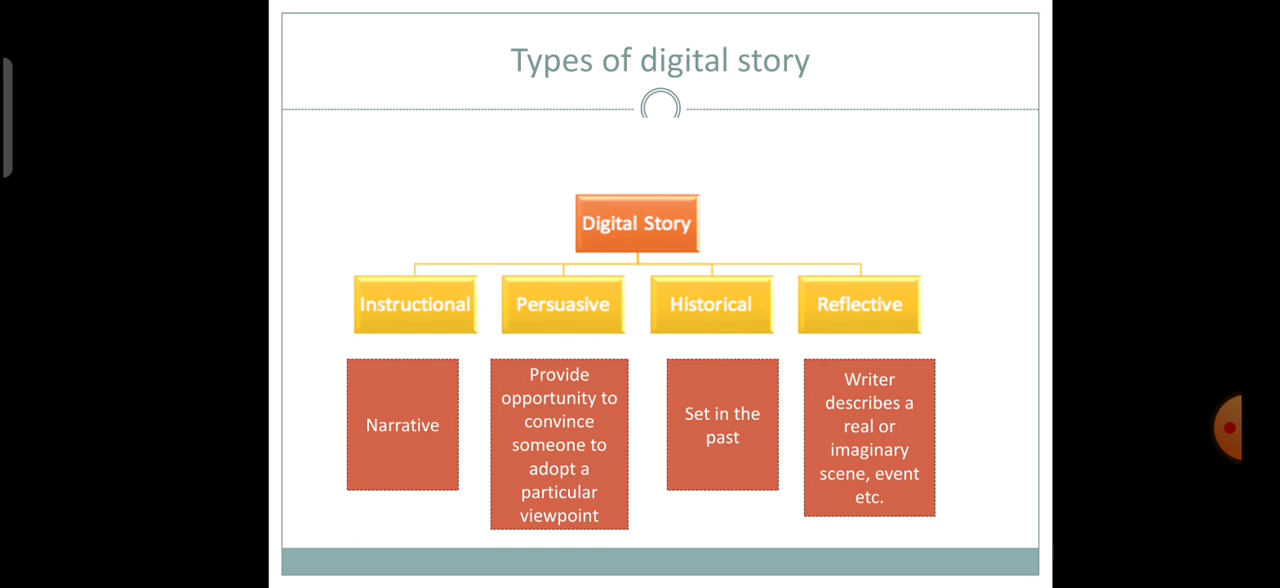 Types of digital story
Digital Story
Instructional
Persuasive
Historical
Reflective
Narrative
Provide
opportunity to
convince
someone to
adopt a
particular
viewpoint
Set in the
past
Writer
describes a
real or
imaginary
scene, event
etc.